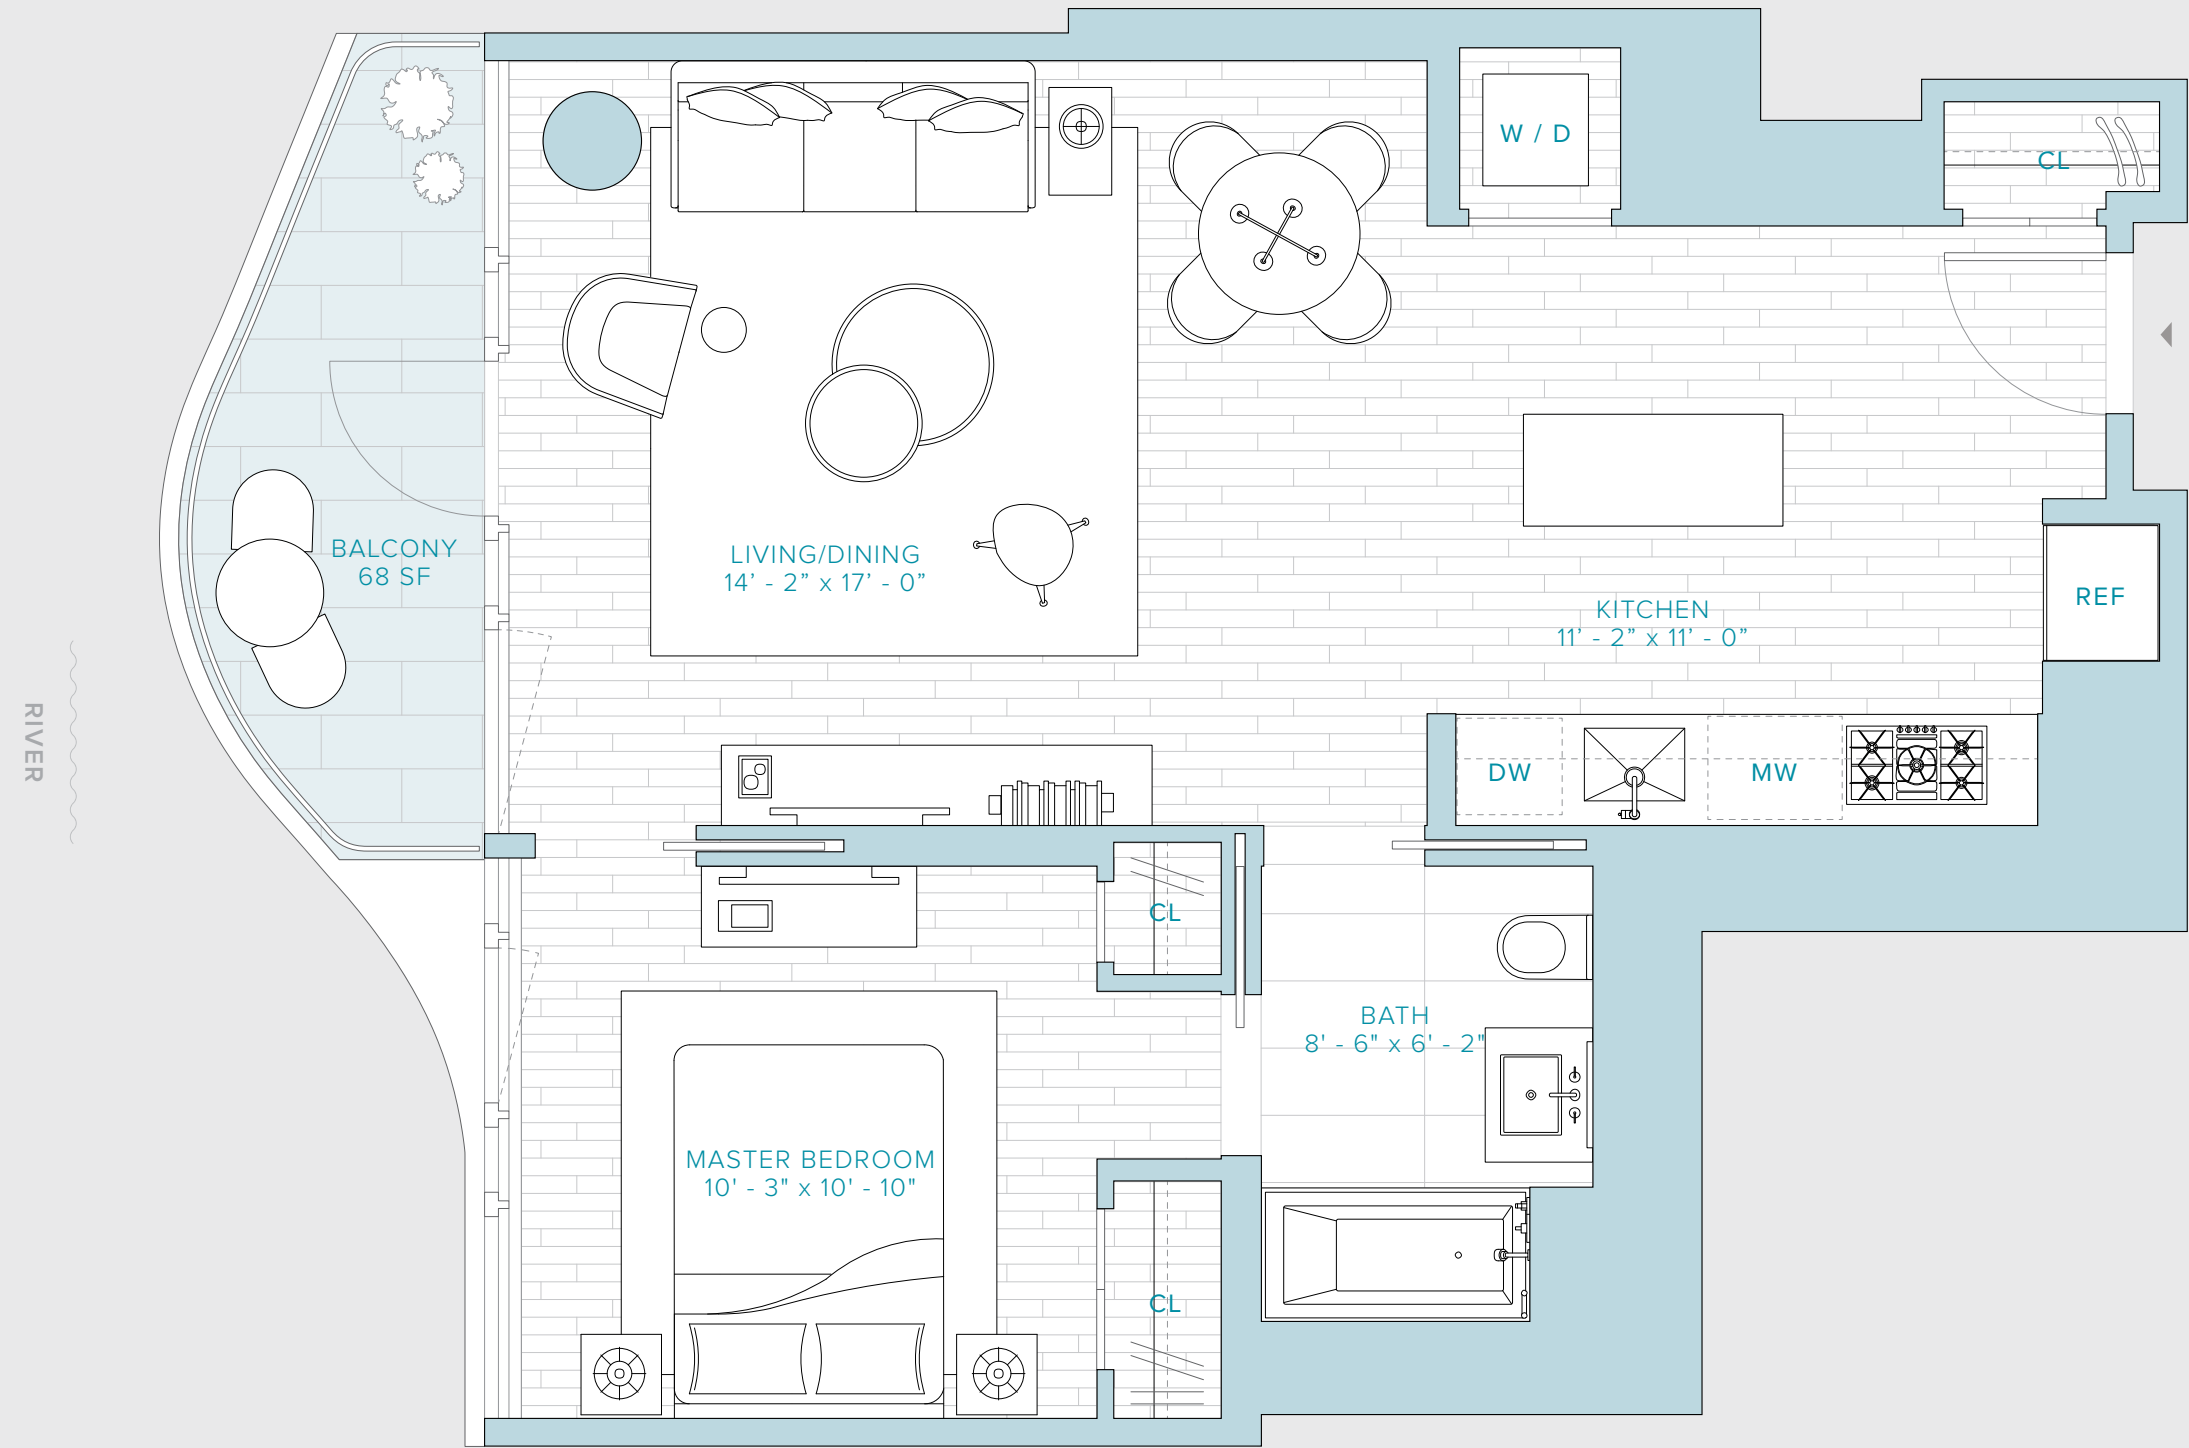 W / D
CL
BALCONY
68 SF
LIVING/DINING
14’ - 2” x 17’ - 0”
KITCHEN
11’ - 2” x 11’ - 0”
REF
RIVER
DW
MW
CL
BATH
8' - 6" x 6' - 2"
MASTER BEDROOM
10' - 3" x 10' - 10"
CL